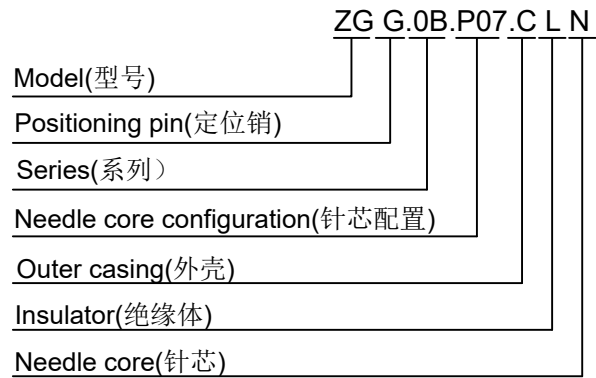 ZG G.0B.P07.C L N
Model(型号)
Positioning pin(定位销)
Series(系列）
Needle core configuration(针芯配置)
Outer casing(外壳)
Insulator(绝缘体)
Needle core(针芯)